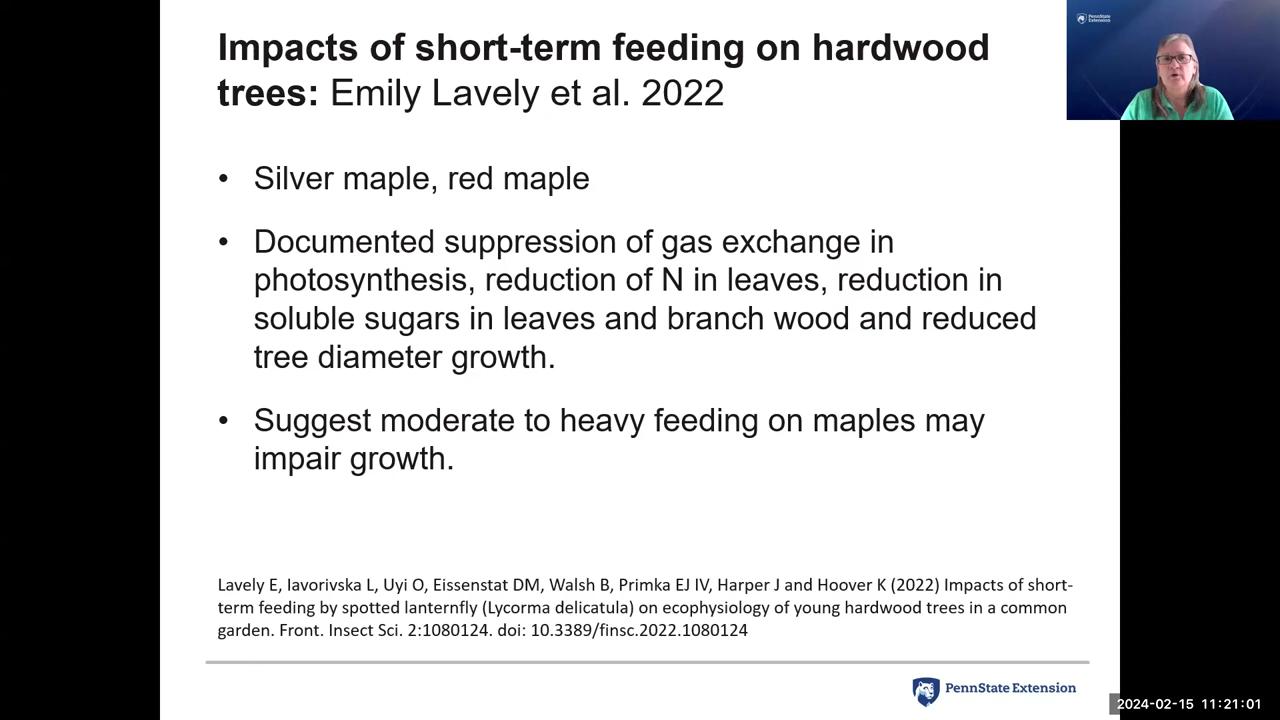 Impacts of short-term feeding on hardwood
trees: Emily Lavely et al. 2022
PennState
Extension
• Silver maple, red maple
• Documented suppression of gas exchange in
photosynthesis, reduction of N in leaves, reduction in
soluble sugars in leaves and branch wood and reduced
tree diameter growth.
• Suggest moderate to heavy feeding on maples may
impair growth.
Lavely E, Iavorivska L, Uyi O, Eissenstat DM, Walsh B, Primka EJ IV, Harper J and Hoover K (2022) Impacts of short-
term feeding by spotted lanternfly (Lycorma delicatula) on ecophysiology of young hardwood trees in a common
garden. Front. Insect Sci. 2:1080124. doi: 10.3389/finsc.2022.1080124
PennState Extension
2024-02-15 11:21:01